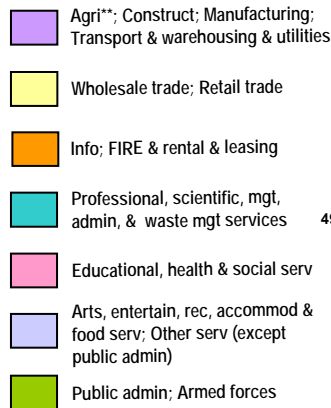 Agri**; Construct; Manufacturing;
Transport & warehousing & utilities
Wholesale trade; Retail trade
Info; FIRE & rental & leasing
Professional, scientific, mgt,
admin, & waste mgt services
49
Educational, health & social serv
Arts, entertain, rec, accommod &
food serv; Other serv (except
public admin)
Public admin; Armed forces